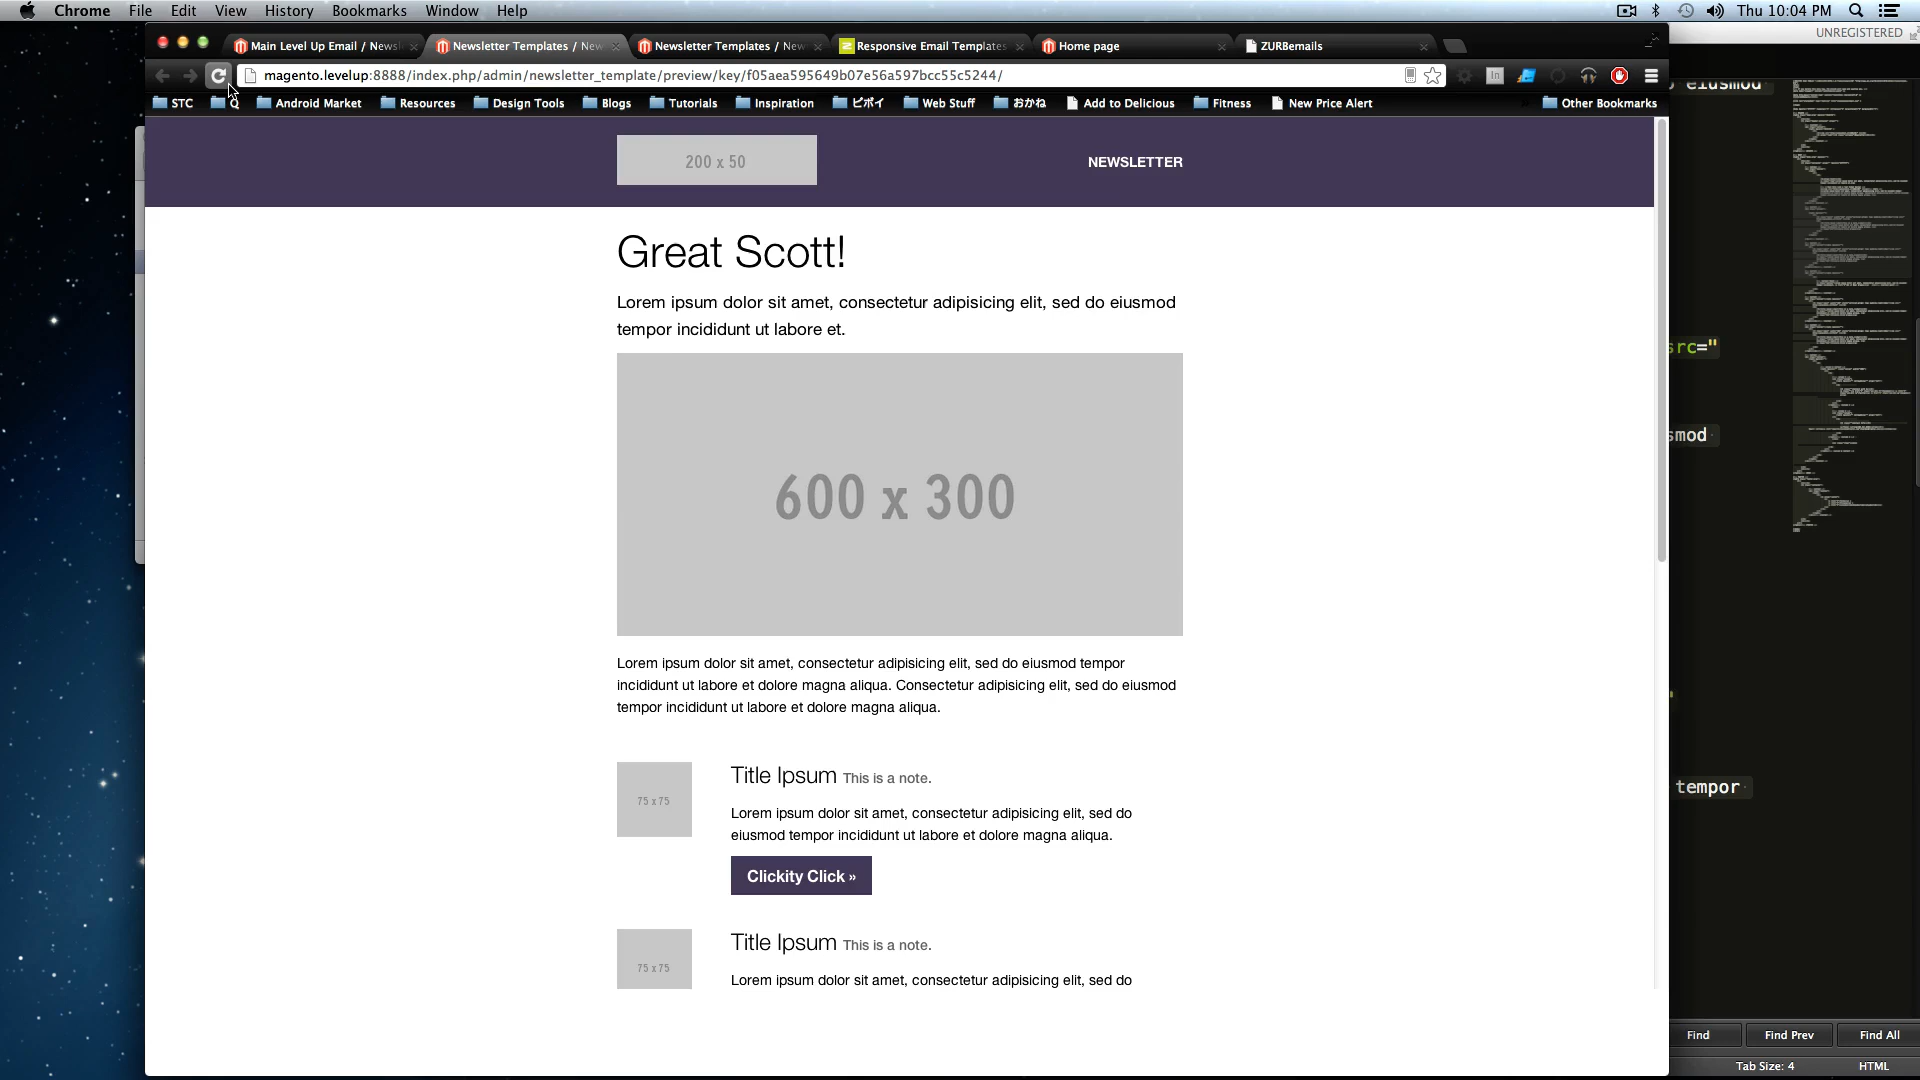 Chrome File Edit View History Bookmarks Window Help Thu 10:04 PM
UNREGISTERED
Main Level Up Email / Newsl
Newsletter Templates / New
Newsletter Templates / New
Responsive Email Templates
Home page
ZURBemails
magento.levelup:8888/index.php/admin/newsletter_template/preview/key/f05aea595649b07e56a597bcc55c5244/
STC Q Android Market Resources Design Tools Blogs Tutorials Inspiration ビボイ Web Stuff おかね Add to Delicious Fitness New Price Alert Other Bookmarks
eiusmod
200 x 50
NEWSLETTER
Great Scott!
Lorem ipsum dolor sit amet, consectetur adipisicing elit, sed do eiusmod
tempor incididunt ut labore et.
src="
smod
600 x 300
Lorem ipsum dolor sit amet, consectetur adipisicing elit, sed do eiusmod tempor
incididunt ut labore et dolore magna aliqua. Consectetur adipisicing elit, sed do eiusmod
tempor incididunt ut labore et dolore magna aliqua.
75 x 75
Title Ipsum This is a note.
Lorem ipsum dolor sit amet, consectetur adipisicing elit, sed do
eiusmod tempor incididunt ut labore et dolore magna aliqua.
Clickity Click »
tempor
75 x 75
Title Ipsum This is a note.
Lorem ipsum dolor sit amet, consectetur adipisicing elit, sed do
Find Find Prev Find All
Tab Size: 4 HTML